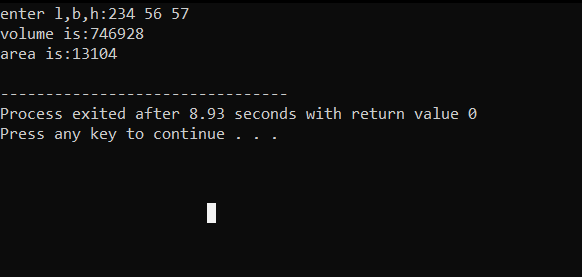 enter l,b,h:234 56 57
volume is:746928
area is:13104
--------------------------------
Process exited after 8.93 seconds with return value 0
Press any key to continue . . .